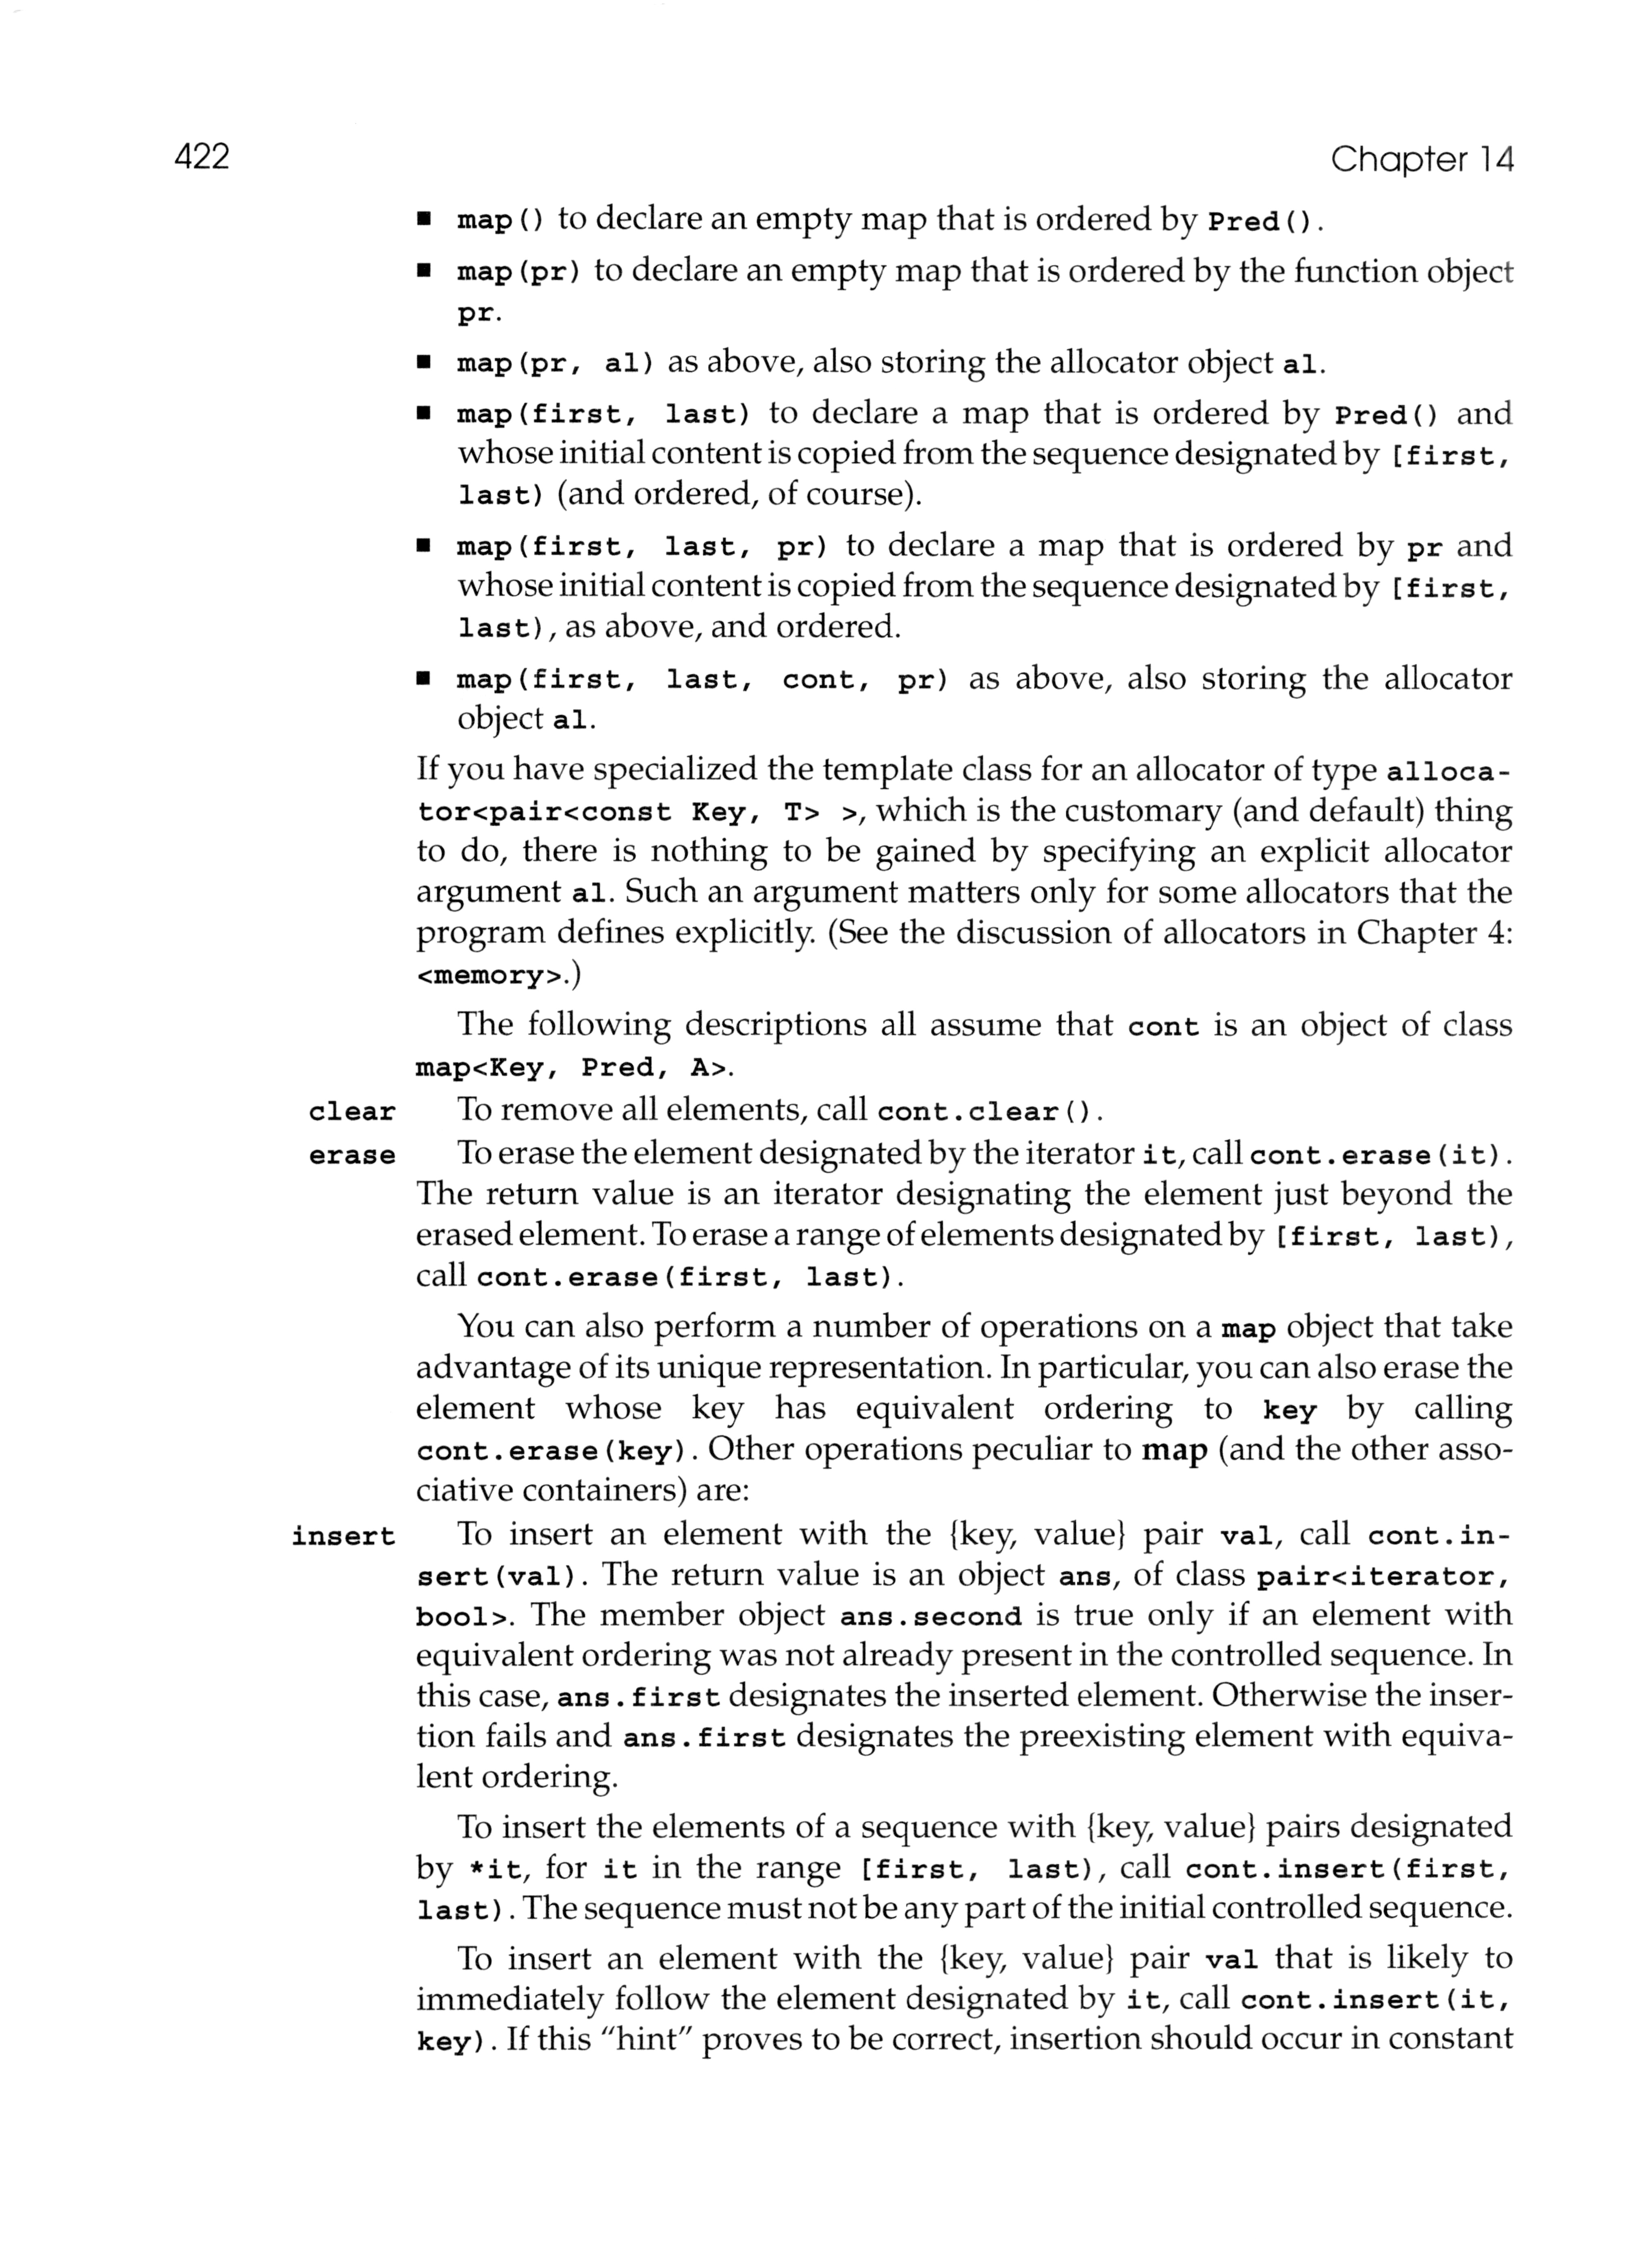 422 Chapter 14
■ map() to declare an empty map that is ordered by Pred().
■ map(pr) to declare an empty map that is ordered by the function object
pr.
■ map(pr, al) as above, also storing the allocator object al.
■ map(first, last) to declare a map that is ordered by Pred() and
whose initial content is copied from the sequence designated by [first,
last) (and ordered, of course).
■ map(first, last, pr) to declare a map that is ordered by pr and
whose initial content is copied from the sequence designated by [first,
last), as above, and ordered.
■ map(first, last, cont, pr) as above, also storing the allocator
object al.
If you have specialized the template class for an allocator of type alloca-
tor<pair<const Key, T> >, which is the customary (and default) thing
to do, there is nothing to be gained by specifying an explicit allocator
argument al. Such an argument matters only for some allocators that the
program defines explicitly. (See the discussion of allocators in Chapter 4:
<memory>.)
The following descriptions all assume that cont is an object of class
map<Key, Pred, A>.
clear To remove all elements, call cont.clear().
erase To erase the element designated by the iterator it, call cont.erase(it).
The return value is an iterator designating the element just beyond the
erased element. To erase a range of elements designated by [first, last),
call cont.erase(first, last).
You can also perform a number of operations on a map object that take
advantage of its unique representation. In particular, you can also erase the
element whose key has equivalent ordering to key by calling
cont.erase(key). Other operations peculiar to map (and the other asso-
ciative containers) are:
insert To insert an element with the {key, value} pair val, call cont.in-
sert(val). The return value is an object ans, of class pair<iterator,
bool>. The member object ans.second is true only if an element with
equivalent ordering was not already present in the controlled sequence. In
this case, ans.first designates the inserted element. Otherwise the inser-
tion fails and ans.first designates the preexisting element with equiva-
lent ordering.
To insert the elements of a sequence with {key, value} pairs designated
by *it, for it in the range [first, last), call cont.insert(first,
last). The sequence must not be any part of the initial controlled sequence.
To insert an element with the {key, value} pair val that is likely to
immediately follow the element designated by it, call cont.insert(it,
key). If this "hint" proves to be correct, insertion should occur in constant